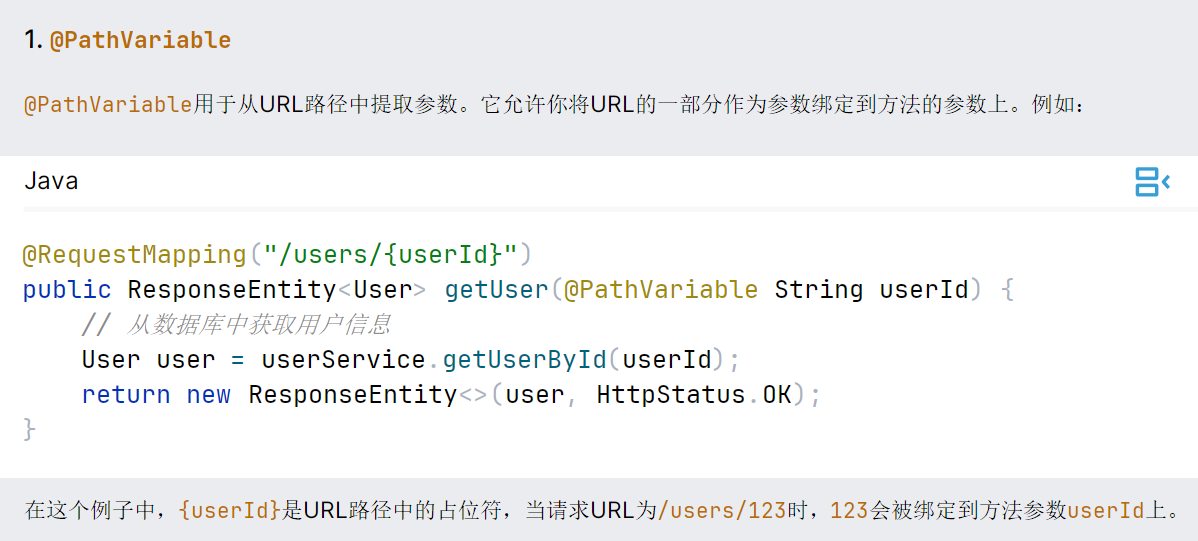 1. @PathVariable
@PathVariable用于从URL路径中提取参数。它允许你将URL的一部分作为参数绑定到方法的参数上。例如：
Java
@RequestMapping("/users/{userId}")
public ResponseEntity<User> getUser(@PathVariable String userId) {
    // 从数据库中获取用户信息
    User user = userService.getUserById(userId);
    return new ResponseEntity<>(user, HttpStatus.OK);
}
在这个例子中，{userId}是URL路径中的占位符，当请求URL为/users/123时，123会被绑定到方法参数userId上。